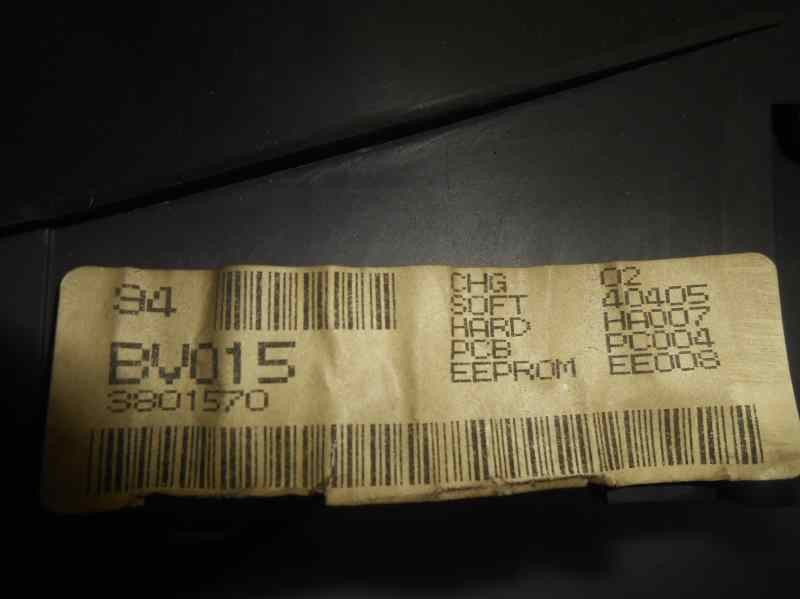 94
BV015
3801570
CHG 02
SOFT 40405
HARD HA007
PCB PC004
EEPROM EE008